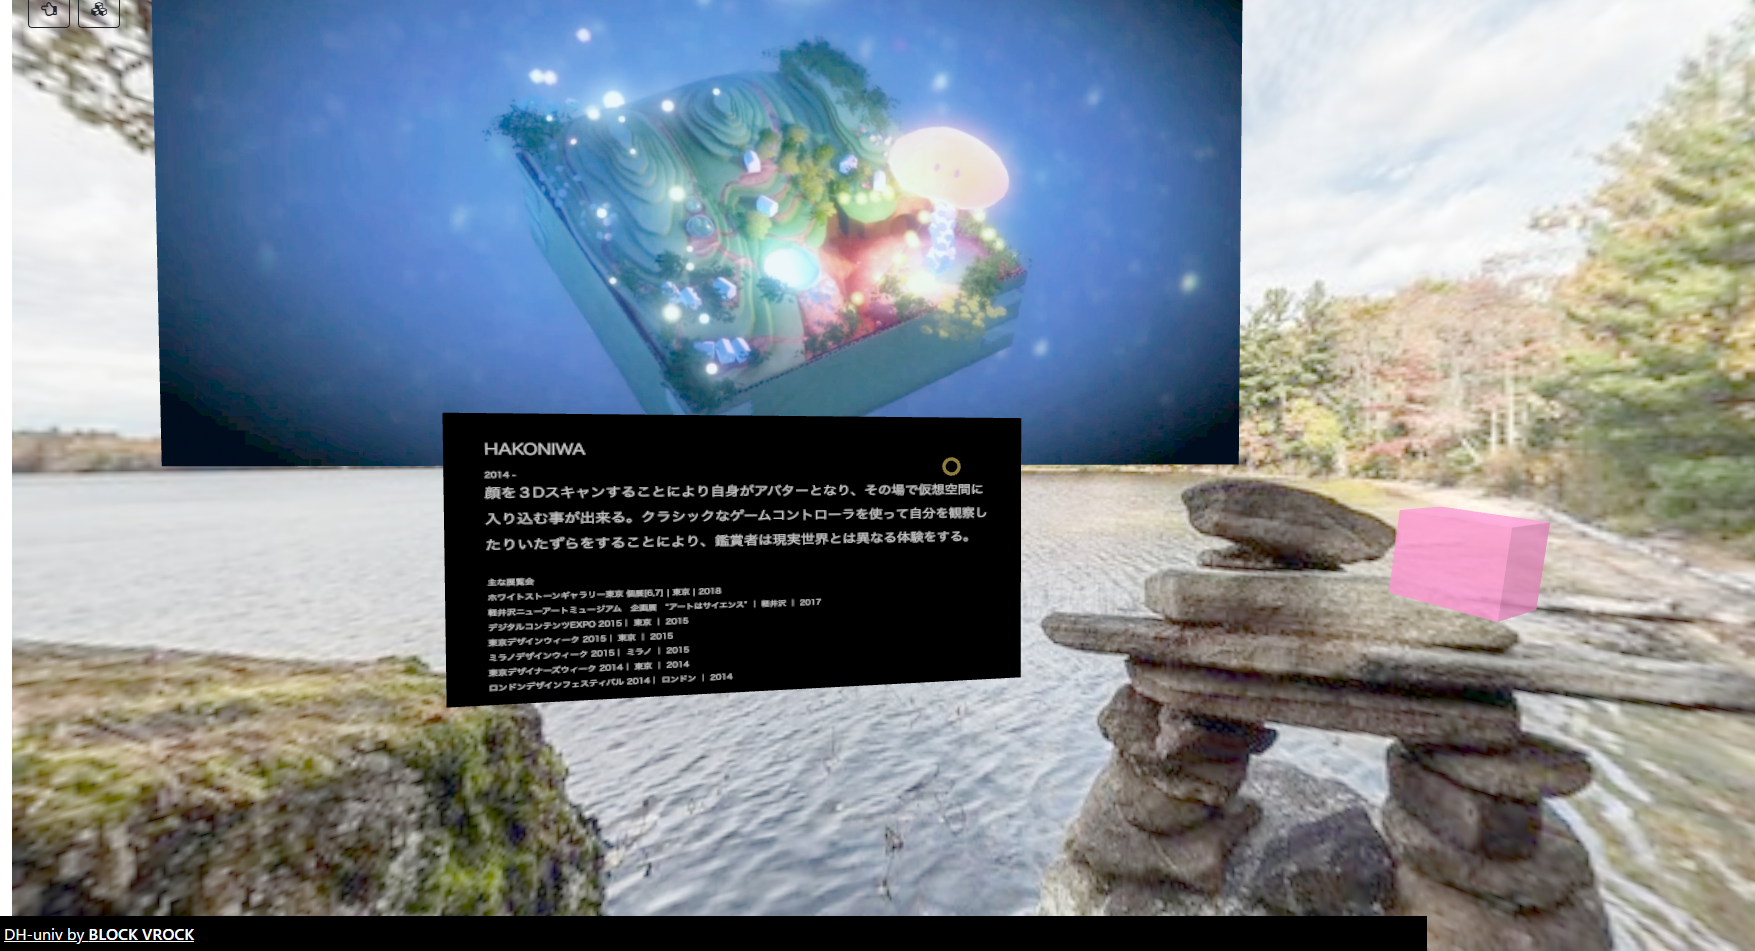 HAKONIWA
2014 -
顔を３Dスキャンすることにより自身がアバターとなり、その場で仮想空間に
入り込む事が出来る。クラシックなゲームコントローラを使って自分を観察し
たりいたずらをすることにより、鑑賞者は現実世界とは異なる体験をする。
主な展覧会
ホワイトストーンギャラリー東京 個展[6,7] | 東京 | 2018
軽井沢ニューアートミュージアム　企画展　"アートはサイエンス" | 軽井沢 | 2017
デジタルコンテンツEXPO 2015 | 東京 | 2015
東京デザインウィーク 2015 | 東京 | 2015
ミラノデザインウィーク 2015 | ミラノ | 2015
東京デザイナーズウィーク 2014 | 東京 | 2014
ロンドンデザインフェスティバル 2014 | ロンドン | 2014
DH-univ by BLOCK VROCK